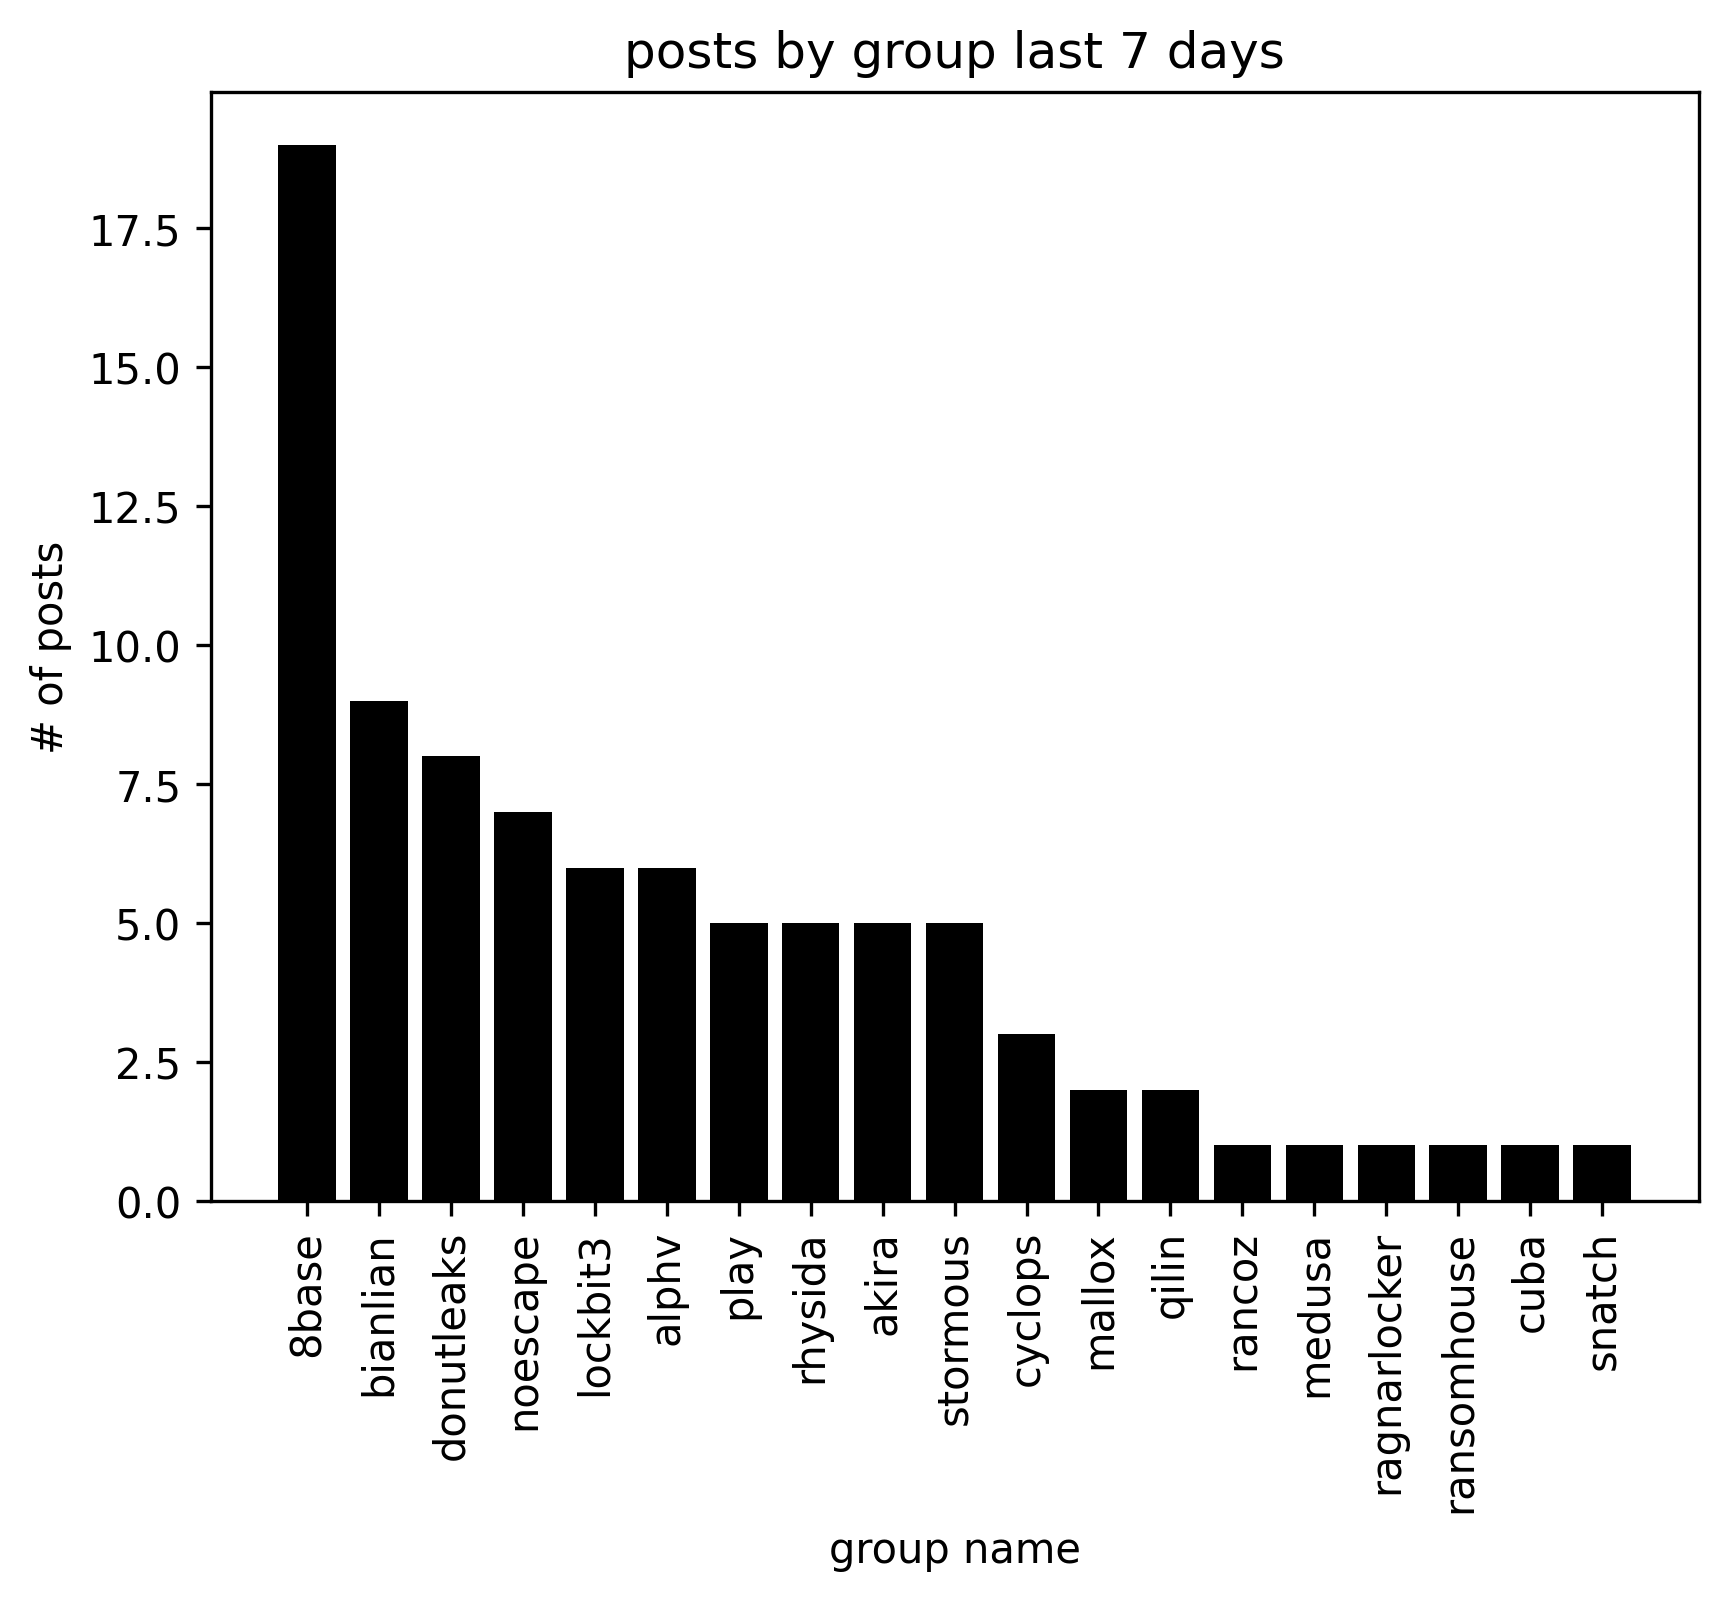 posts by group last 7 days
# of posts
17.5
15.0
12.5
10.0
7.5
5.0
2.5
0.0
8base
bianlian
donutleaks
noescape
lockbit3
alphv
play
rhysida
akira
stormous
cyclops
mallox
qilin
rancoz
medusa
ragnarlocker
ransomhouse
cuba
snatch
group name